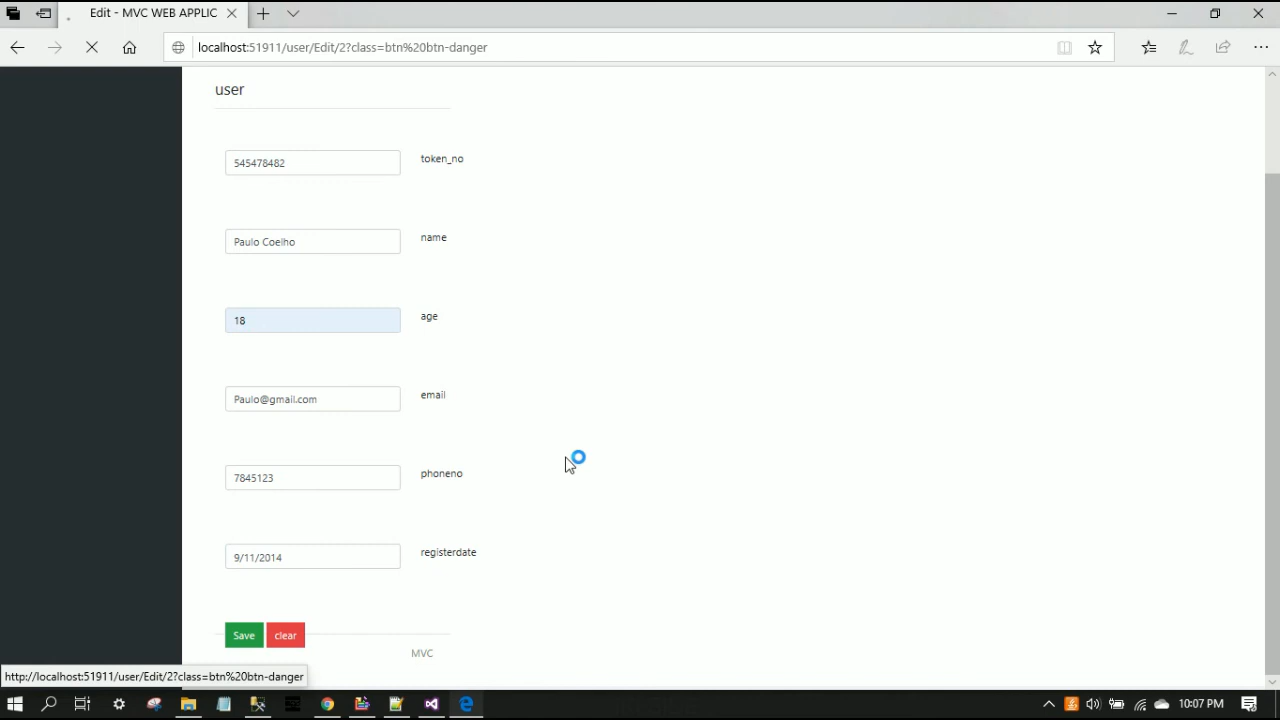 Edit - MVC WEB APPLIC
localhost:51911/user/Edit/2?class=btn%20btn-danger
user
545478482 token_no
Paulo Coelho name
18 age
Paulo@gmail.com email
7845123 phoneno
9/11/2014 registerdate
Save clear
MVC
http://localhost:51911/user/Edit/2?class=btn%20btn-danger
10:07 PM